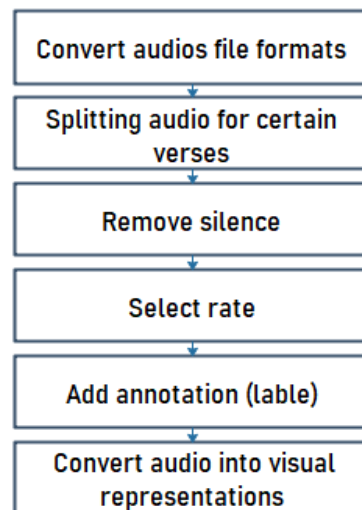 Convert audios file formats
Splitting audio for certain
verses
Remove silence
Select rate
Add annotation (lable)
Convert audio into visual
representations